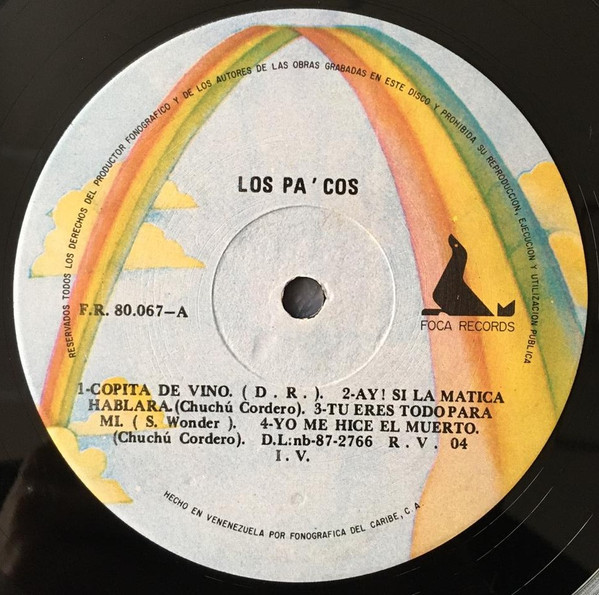 RESERVADOS TODOS LOS DERECHOS DEL PRODUCTOR FONOGRAFICO Y DE LOS AUTORES DE LAS OBRAS GRABADAS EN ESTE DISCO Y PROHIBIDA SU REPRODUCCION, EJECUCION Y UTILIZACION PUBLICA
LOS PA'COS
F.R. 80.067-A
FOCA RECORDS
1-COPITA DE VINO. ( D . R . ). 2-AY! SI LA MATICA
HABLARA.(Chuchú Cordero). 3-TU ERES TODO PARA
MI. ( S. Wonder ). 4-YO ME HICE EL MUERTO.
(Chuchú Cordero). D.L:nb-87-2766 R . V . 04
I . V.
HECHO EN VENENEZUELA POR FONOGRAFICA DEL CARIBE, C. A.